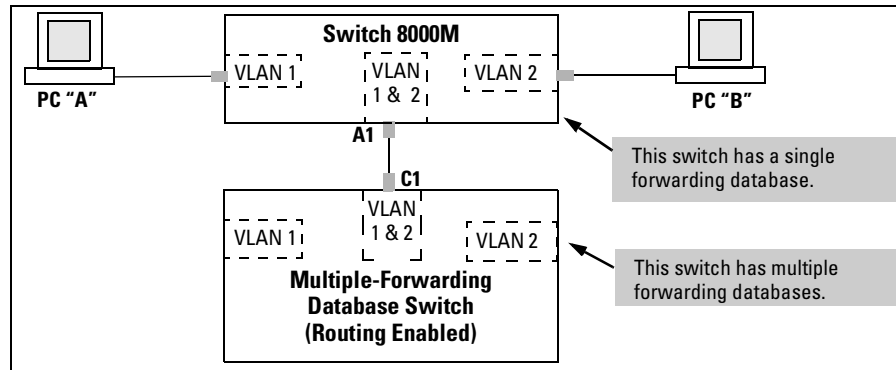 Switch 8000M
VLAN 1
VLAN
1 & 2
VLAN 2
PC “A”
PC “B”
A1
This switch has a single
forwarding database.
C1
VLAN
1 & 2
VLAN 1
VLAN 2
Multiple-Forwarding
Database Switch
(Routing Enabled)
This switch has multiple
forwarding databases.